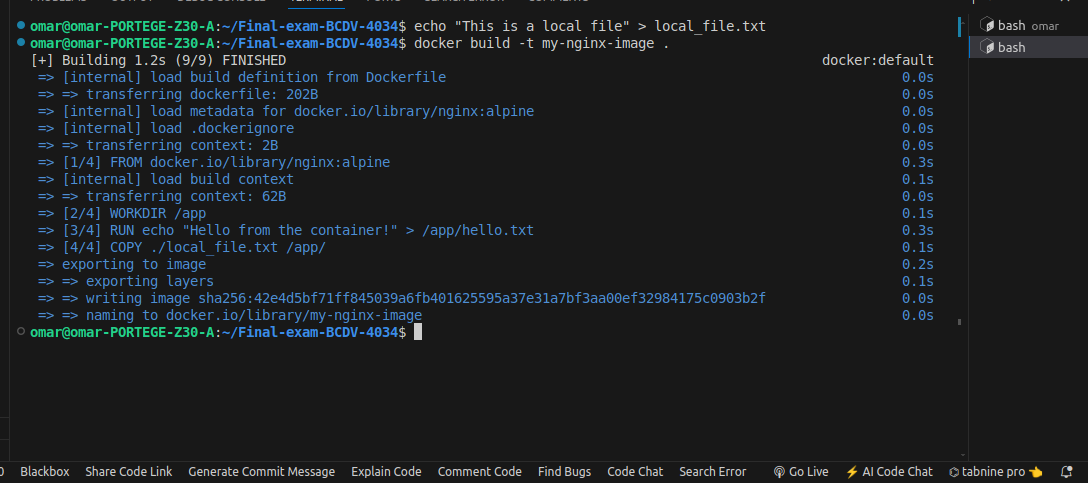 omar@omar-PORTEGE-Z30-A:~/Final-exam-BCDV-4034$ echo "This is a local file" > local_file.txt
omar@omar-PORTEGE-Z30-A:~/Final-exam-BCDV-4034$ docker build -t my-nginx-image .
[+] Building 1.2s (9/9) FINISHED docker:default
=> [internal] load build definition from Dockerfile 0.0s
=> => transferring dockerfile: 202B 0.0s
=> [internal] load metadata for docker.io/library/nginx:alpine 0.0s
=> [internal] load .dockerignore 0.0s
=> => transferring context: 2B 0.0s
=> [1/4] FROM docker.io/library/nginx:alpine 0.3s
=> [internal] load build context 0.1s
=> => transferring context: 62B 0.0s
=> [2/4] WORKDIR /app 0.1s
=> [3/4] RUN echo "Hello from the container!" > /app/hello.txt 0.3s
=> [4/4] COPY ./local_file.txt /app/ 0.1s
=> exporting to image 0.2s
=> => exporting layers 0.1s
=> => writing image sha256:42e4d5bf71ff845039a6fb401625595a37e31a7bf3aa00ef32984175c0903b2f 0.0s
=> => naming to docker.io/library/my-nginx-image 0.0s
omar@omar-PORTEGE-Z30-A:~/Final-exam-BCDV-4034$
bash omar
bash
0 Blackbox Share Code Link Generate Commit Message Explain Code Comment Code Find Bugs Code Chat Search Error Go Live ⚡ AI Code Chat tabnine pro 👈